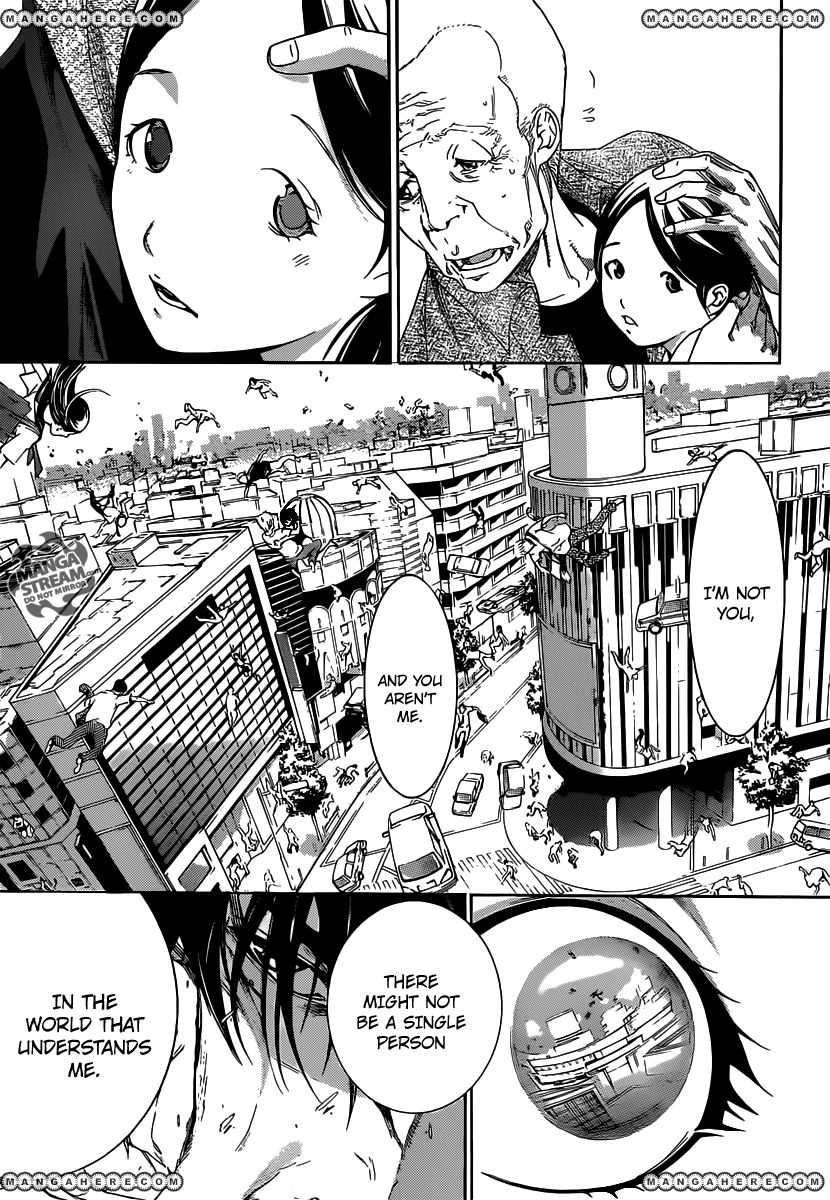 MANGAHERE.COM
MANGAHERE.COM
I'M NOT
YOU,
AND YOU
AREN'T
ME.
MANGA
STREAM.com
DO NOT MIRROR
THERE
MIGHT NOT
BE A SINGLE
PERSON
IN THE
WORLD THAT
UNDERSTANDS
ME.
MANGAHERE.COM
MANGAHERE.COM